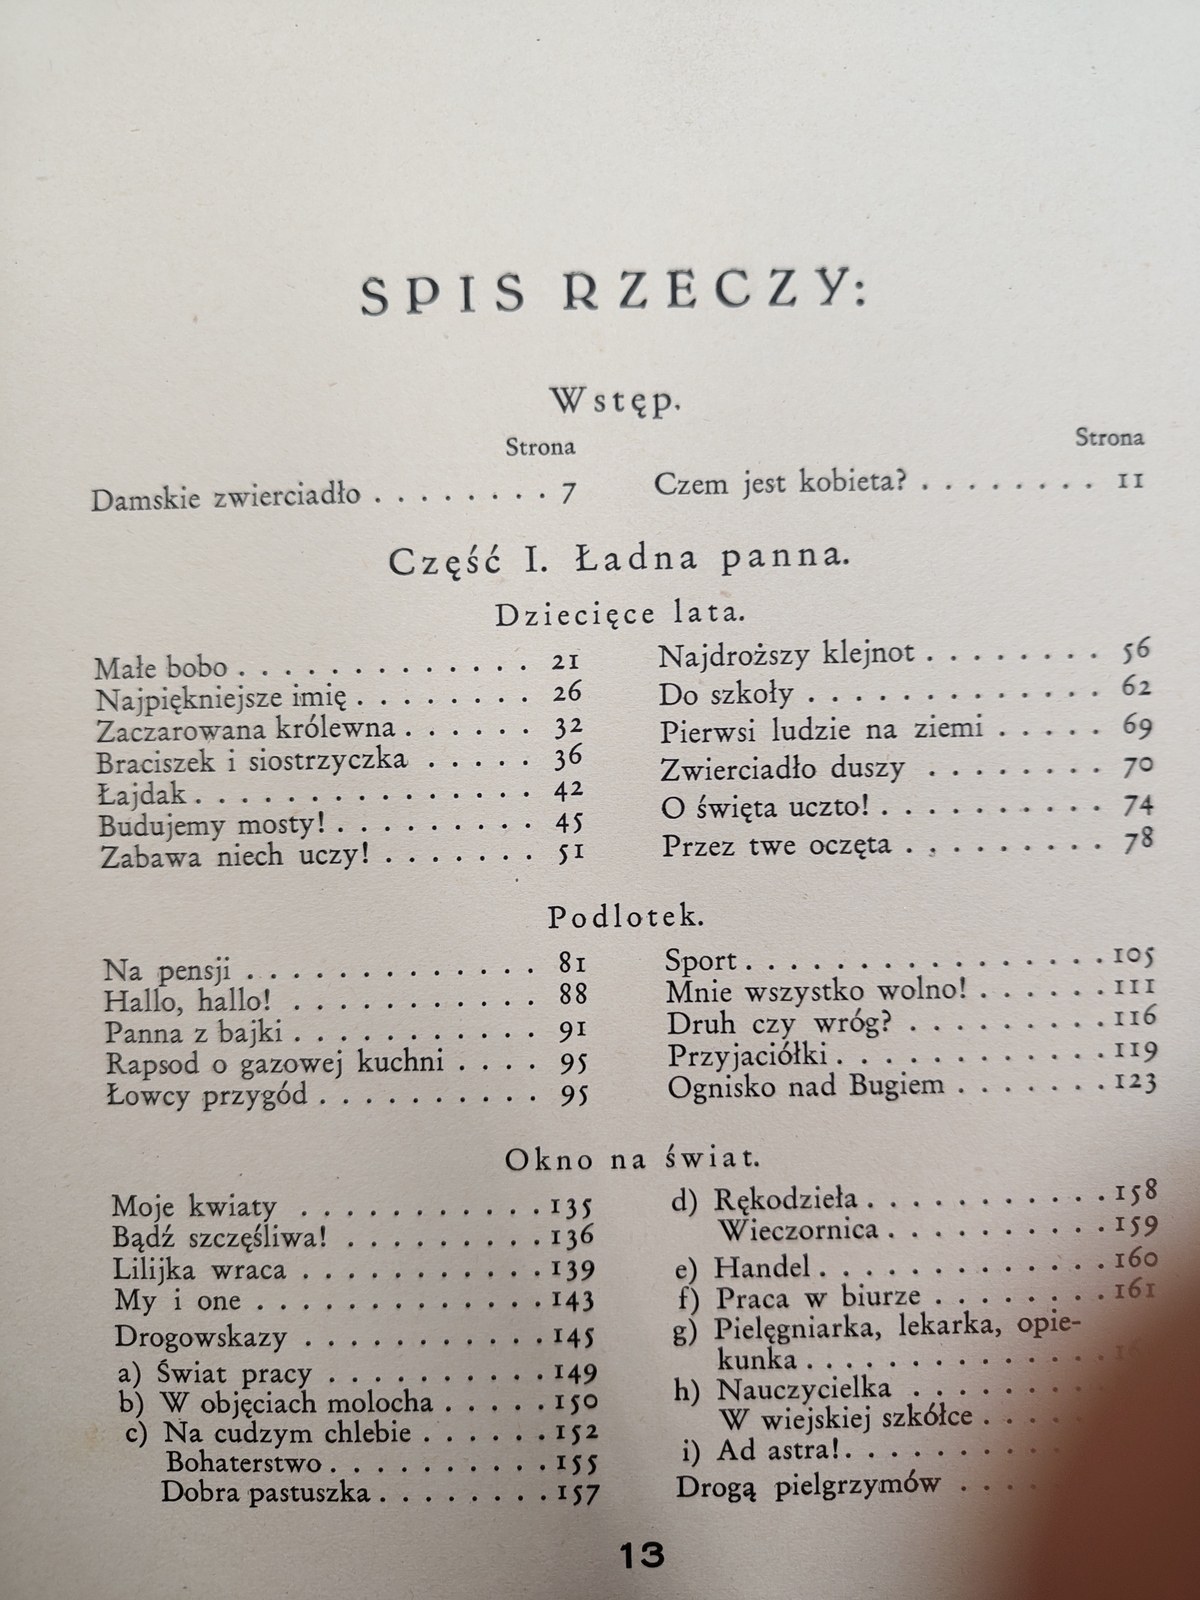 SPIS RZECZY:
Wstęp.
Strona
Damskie zwierciadło . . . . . . . . 7
Strona
Czem jest kobieta? . . . . . . . . 11
Część I. Ładna panna.
Dziecięce lata.
Małe bobo . . . . . . . . . . . . . 21
Najpiękniejsze imię . . . . . . . . 26
Zaczarowana królewna . . . . . . 32
Braciszek i siostrzyczka . . . . . 36
Łajdak . . . . . . . . . . . . . . . 42
Budujemy mosty! . . . . . . . . . 45
Zabawa niech uczy! . . . . . . . 51
Najdroższy klejnot . . . . . . . . 56
Do szkoły . . . . . . . . . . . . . 62
Pierwsi ludzie na ziemi . . . . . 69
Zwierciadło duszy . . . . . . . . 70
O święta uczto! . . . . . . . . . . 74
Przez twe oczęta . . . . . . . . . 78
Podlotek.
Na pensji . . . . . . . . . . . . . 81
Hallo, hallo! . . . . . . . . . . . 88
Panna z bajki . . . . . . . . . . . 91
Rapsod o gazowej kuchni . . . . 95
Łowcy przygód . . . . . . . . . . 95
Sport . . . . . . . . . . . . . . . . 105
Mnie wszystko wolno! . . . . . . 111
Druh czy wróg? . . . . . . . . . 116
Przyjaciółki . . . . . . . . . . . . 119
Ognisko nad Bugiem . . . . . . . 123
Okno na świat.
Moje kwiaty . . . . . . . . . . . 135
Bądź szczęśliwa! . . . . . . . . . 136
Lilijka wraca . . . . . . . . . . . 139
My i one . . . . . . . . . . . . . 143
Drogowskazy . . . . . . . . . . . 145
a) Świat pracy . . . . . . . . . . 149
b) W objęciach molocha . . . . . 150
c) Na cudzym chlebie . . . . . . 152
Bohaterstwo . . . . . . . . . . 155
Dobra pastuszka . . . . . . . . 157
d) Rękodzieła . . . . . . . . . . . 158
Wieczornica . . . . . . . . . . 159
e) Handel . . . . . . . . . . . . . 160
f) Praca w biurze . . . . . . . . 161
g) Pielęgniarka, lekarka, opie-
kunka . . . . . . . . . . . . . .
h) Nauczycielka . . . . . . . .
W wiejskiej szkółce . . . . .
i) Ad astra! . . . . . . . . . . .
Drogą pielgrzymów . . . . .
13